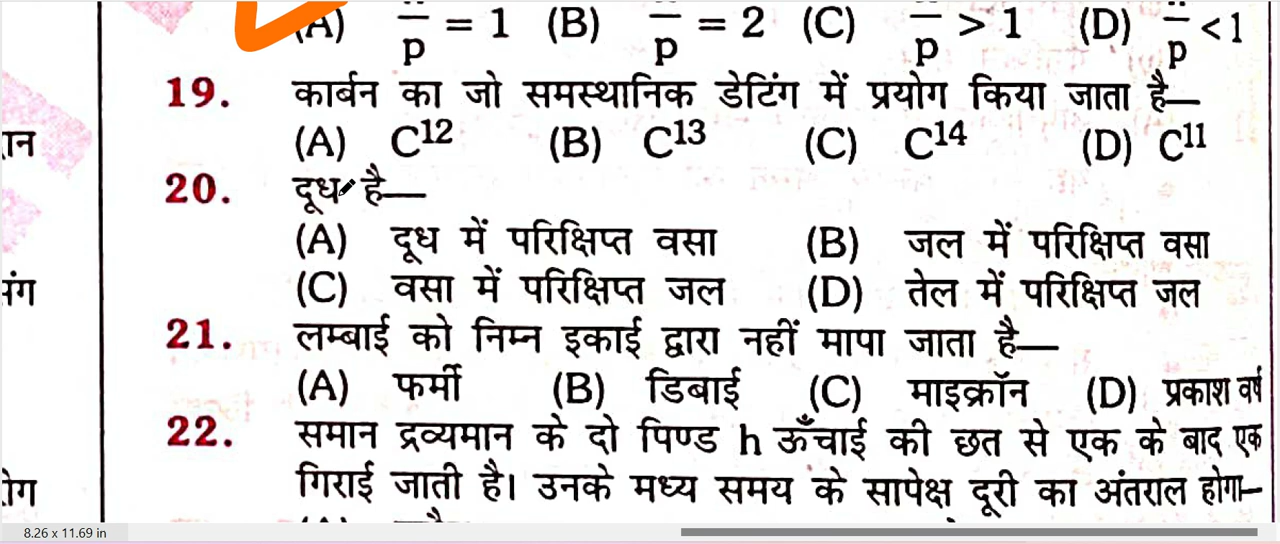 (A) — p = 1 (B) — p = 2 (C) — p > 1 (D) — p < 1
19. कार्बन का जो समस्थानिक डेटिंग में प्रयोग किया जाता है—
ान (A) C¹² (B) C¹³ (C) C¹⁴ (D) C¹¹
20. दूध है—
(A) दूध में परिक्षिप्त वसा (B) जल में परिक्षिप्त वसा
(C) वसा में परिक्षिप्त जल (D) तेल में परिक्षिप्त जल
21. लम्बाई को निम्न इकाई द्वारा नहीं मापा जाता है—
(A) फर्मी (B) डिबाई (C) माइक्रॉन (D) प्रकाश वर्ष
22. समान द्रव्यमान के दो पिण्ड h ऊँचाई की छत से एक के बाद एक
गिराई जाती है। उनके मध्य समय के सापेक्ष दूरी का अंतराल होगा—
8.26 x 11.69 in